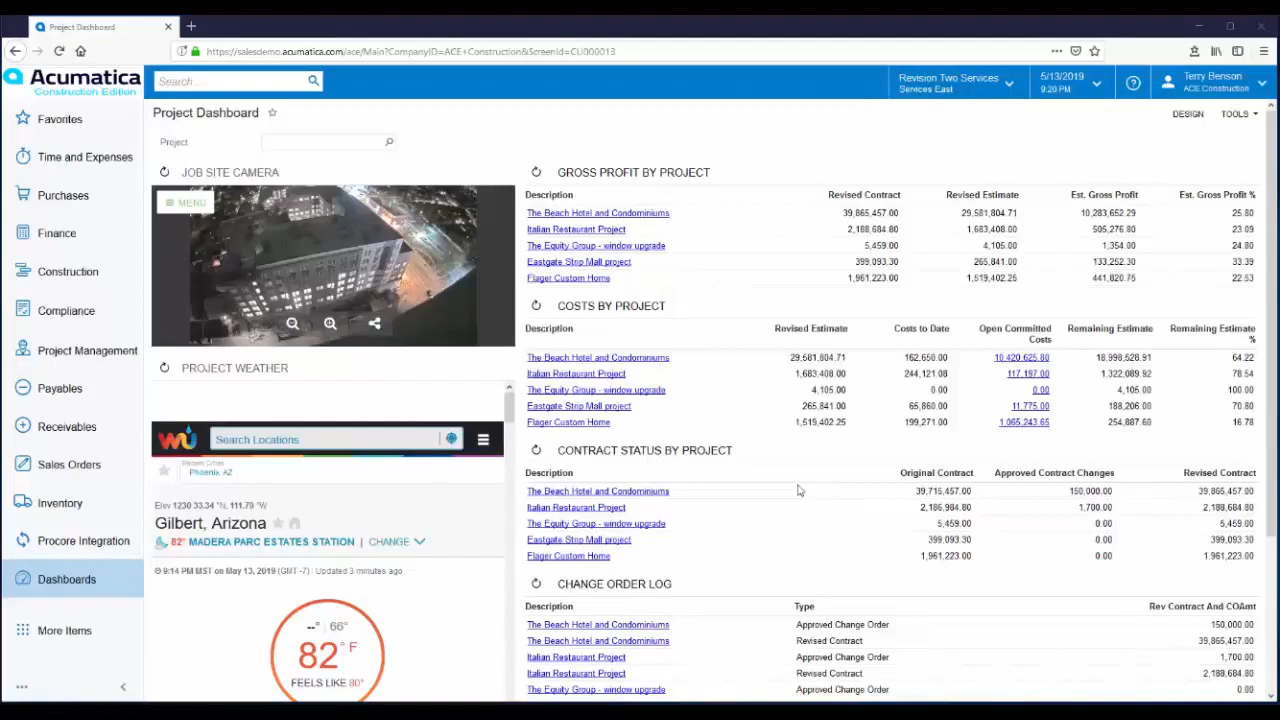 Project Dashboard
https://salesdemo.acumatica.com/ace/Main?CompanyID=ACE+Construction&ScreenId=CU000013
Acumatica
Construction Edition
Search...
Revision Two Services
Services East
5/13/2019
9:20 PM
Terry Benson
ACE Construction
Favorites
Time and Expenses
Purchases
Finance
Construction
Compliance
Project Management
Payables
Receivables
Sales Orders
Inventory
Procore Integration
Dashboards
More Items
Project Dashboard
DESIGN
TOOLS
Project
JOB SITE CAMERA
MENU
PROJECT WEATHER
WU
Search Locations
Recent Cities
Phoenix, AZ
Elev 1230 33.34 °N, 111.79 °W
Gilbert, Arizona
82° MADERA PARC ESTATES STATION | CHANGE
9:14 PM MST on May 13, 2019 (GMT -7) | Updated 3 minutes ago
--° | 66°
82° F
FEELS LIKE 80°
GROSS PROFIT BY PROJECT
Description Revised Contract Revised Estimate Est. Gross Profit Est. Gross Profit %
The Beach Hotel and Condominiums 39,865,457.00 29,581,804.71 10,283,652.29 25.80
Italian Restaurant Project 2,188,684.80 1,683,408.00 505,276.80 23.09
The Equity Group - window upgrade 5,459.00 4,105.00 1,354.00 24.80
Eastgate Strip Mall project 399,093.30 265,841.00 133,252.30 33.39
Flager Custom Home 1,961,223.00 1,519,402.25 441,820.75 22.53
COSTS BY PROJECT
Description Revised Estimate Costs to Date Open Committed Costs Remaining Estimate Remaining Estimate %
The Beach Hotel and Condominiums 29,581,804.71 162,650.00 10,420,625.80 18,998,528.91 64.22
Italian Restaurant Project 1,683,408.00 244,121.08 117,197.00 1,322,089.92 78.54
The Equity Group - window upgrade 4,105.00 0.00 0.00 4,105.00 100.00
Eastgate Strip Mall project 265,841.00 65,860.00 11,775.00 188,206.00 70.80
Flager Custom Home 1,519,402.25 199,271.00 1,065,243.65 254,887.60 16.78
CONTRACT STATUS BY PROJECT
Description Original Contract Approved Contract Changes Revised Contract
The Beach Hotel and Condominiums 39,715,457.00 150,000.00 39,865,457.00
Italian Restaurant Project 2,186,984.80 1,700.00 2,188,684.80
The Equity Group - window upgrade 5,459.00 0.00 5,459.00
Eastgate Strip Mall project 399,093.30 0.00 399,093.30
Flager Custom Home 1,961,223.00 0.00 1,961,223.00
CHANGE ORDER LOG
Description Type Rev Contract And COAmt
The Beach Hotel and Condominiums Approved Change Order 150,000.00
The Beach Hotel and Condominiums Revised Contract 39,865,457.00
Italian Restaurant Project Approved Change Order 1,700.00
Italian Restaurant Project Revised Contract 2,188,684.80
The Equity Group - window upgrade Approved Change Order 0.00